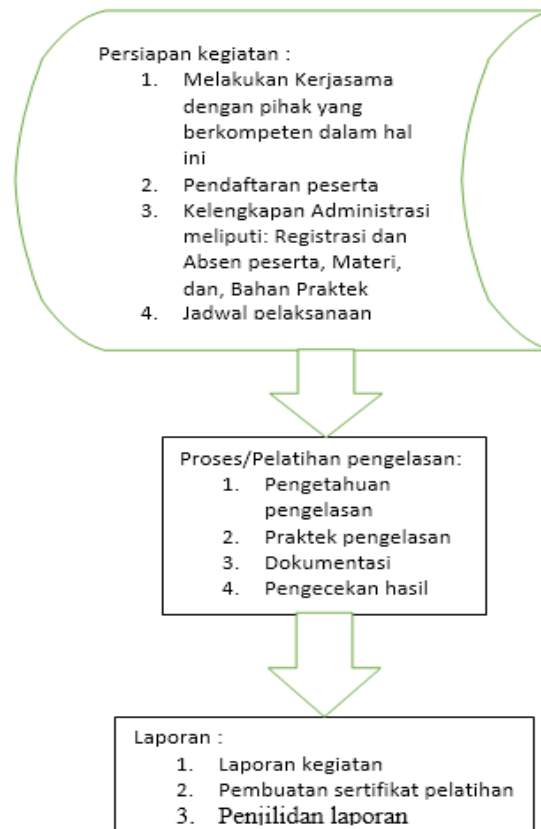 Persiapan kegiatan :
1. Melakukan Kerjasama
dengan pihak yang
berkompeten dalam hal
ini
2. Pendaftaran peserta
3. Kelengkapan Administrasi
meliputi: Registrasi dan
Absen peserta, Materi,
dan, Bahan Praktek
4. Jadwal pelaksanaan
Proses/Pelatihan pengelasan:
1. Pengetahuan
pengelasan
2. Praktek pengelasan
3. Dokumentasi
4. Pengecekan hasil
Laporan :
1. Laporan kegiatan
2. Pembuatan sertifikat pelatihan
3. Penjilidan laporan